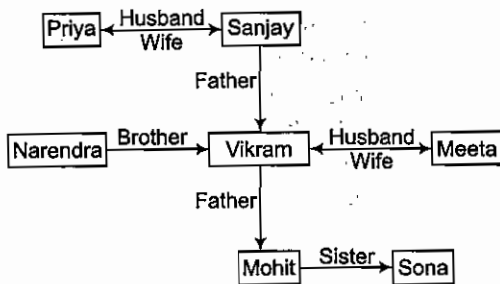 Priya Husband Sanjay
Wife
Father
Narendra Brother Vikram Husband Meeta
Wife
Father
Mohit Sister Sona